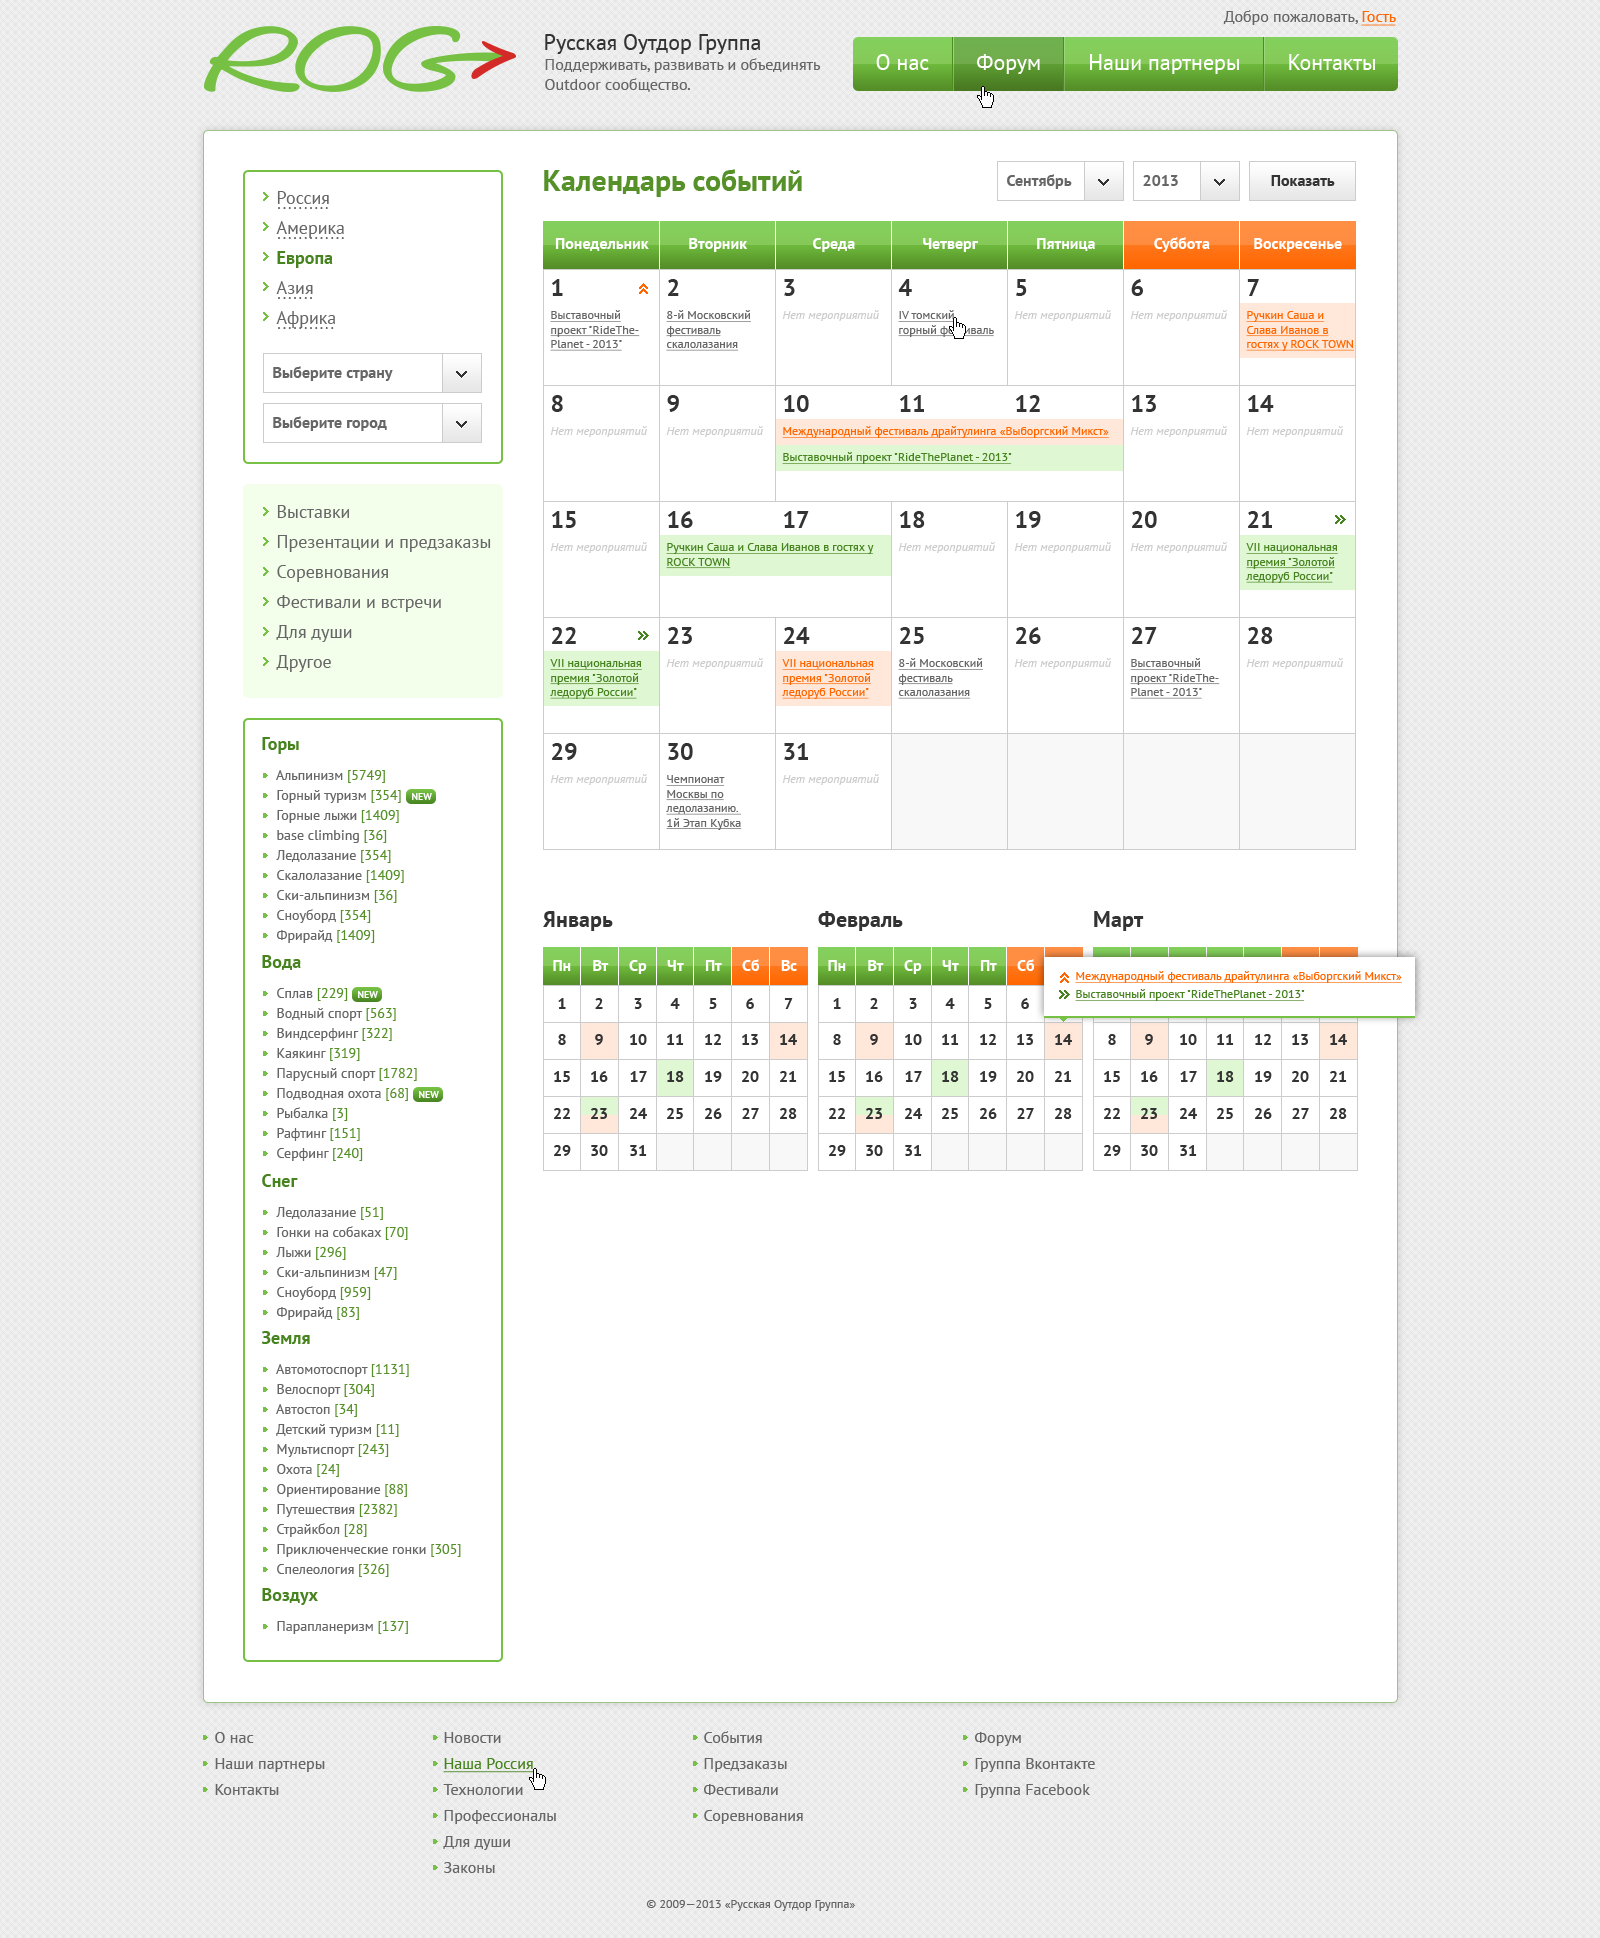 Добро пожаловать, Гость
ROG
Русская Оутдор Группа
Поддерживать, развивать и объединять
Outdoor сообщество.
О нас Форум Наши партнеры Контакты
Россия
Америка
Европа
Азия
Африка
Выберите страну
Выберите город
Выставки
Презентации и предзаказы
Соревнования
Фестивали и встречи
Для души
Другое
Горы
Альпинизм [5749]
Горный туризм [354] NEW
Горные лыжи [1409]
base climbing [36]
Ледолазание [354]
Скалолазание [1409]
Ски-альпинизм [36]
Сноуборд [354]
Фрирайд [1409]
Вода
Сплав [229] NEW
Водный спорт [563]
Виндсерфинг [322]
Каякинг [319]
Парусный спорт [1782]
Подводная охота [68] NEW
Рыбалка [3]
Рафтинг [151]
Серфинг [240]
Снег
Ледолазание [51]
Гонки на собаках [70]
Лыжи [296]
Ски-альпинизм [47]
Сноуборд [959]
Фрирайд [83]
Земля
Автомотоспорт [1131]
Велоспорт [304]
Автостоп [34]
Детский туризм [11]
Мультиспорт [243]
Охота [24]
Ориентирование [88]
Путешествия [2382]
Страйкбол [28]
Приключенческие гонки [305]
Спелеология [326]
Воздух
Парапланеризм [137]
Календарь событий
Сентябрь 2013 Показать
Понедельник Вторник Среда Четверг Пятница Суббота Воскресенье
1 2 3 4 5 6 7
Выставочный 8-й Московский Нет мероприятий IV томский Нет мероприятий Нет мероприятий Ручкин Саша и
проект "RideThe- фестиваль горный фестиваль Слава Иванов в
Planet - 2013" скалолазания гостях у ROCK TOWN
8 9 10 11 12 13 14
Нет мероприятий Нет мероприятий Международный фестиваль драйтулинга «Выборгский Микст» Нет мероприятий Нет мероприятий
Выставочный проект "RideThePlanet - 2013"
15 16 17 18 19 20 21
Нет мероприятий Ручкин Саша и Слава Иванов в гостях у Нет мероприятий Нет мероприятий Нет мероприятий VII национальная
ROCK TOWN премия "Золотой
ледоруб России"
22 23 24 25 26 27 28
VII национальная Нет мероприятий VII национальная 8-й Московский Нет мероприятий Выставочный Нет мероприятий
премия "Золотой премия "Золотой фестиваль проект "RideThe-
ледоруб России" ледоруб России" скалолазания Planet - 2013"
29 30 31
Нет мероприятий Чемпионат Нет мероприятий
Москвы по
ледолазанию.
1й Этап Кубка
Январь
Пн Вт Ср Чт Пт Сб Вс
1 2 3 4 5 6 7
8 9 10 11 12 13 14
15 16 17 18 19 20 21
22 23 24 25 26 27 28
29 30 31
Февраль
Пн Вт Ср Чт Пт Сб
1 2 3 4 5 6
8 9 10 11 12 13 14
15 16 17 18 19 20 21
22 23 24 25 26 27 28
29 30 31
Март
Международный фестиваль драйтулинга «Выборгский Микст»
Выставочный проект "RideThePlanet - 2013"
8 9 10 11 12 13 14
15 16 17 18 19 20 21
22 23 24 25 26 27 28
29 30 31
О нас
Наши партнеры
Контакты
Новости
Наша Россия
Технологии
Профессионалы
Для души
Законы
События
Предзаказы
Фестивали
Соревнования
Форум
Группа Вконтакте
Группа Facebook
© 2009—2013 «Русская Оутдор Группа»